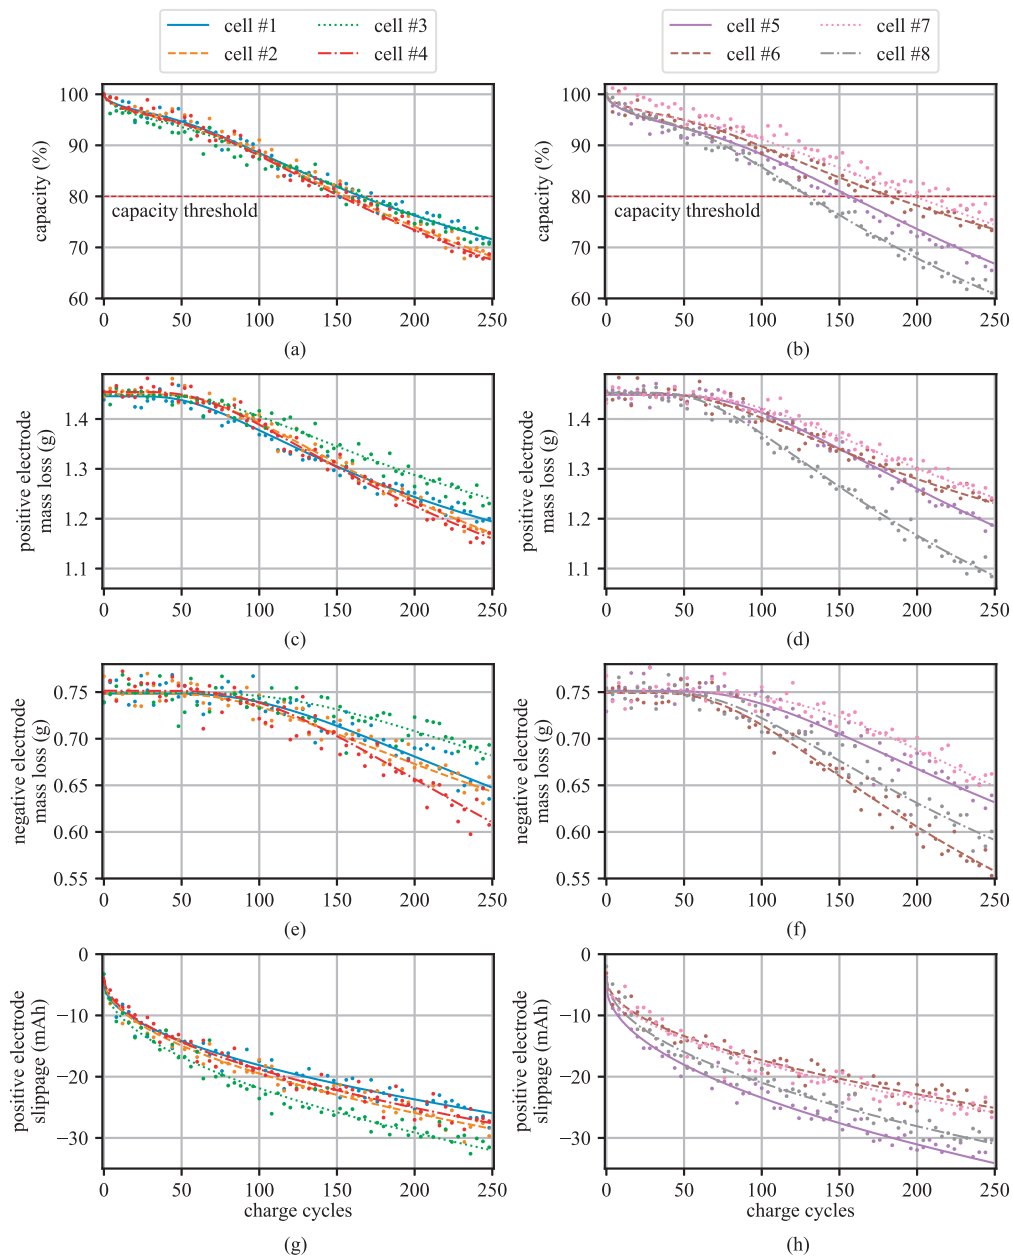 cell #1 cell #3
cell #2 cell #4
cell #5 cell #7
cell #6 cell #8
100
90
80
70
60
capacity (%)
capacity threshold
0 50 100 150 200 250
(a)
100
90
80
70
60
capacity (%)
capacity threshold
0 50 100 150 200 250
(b)
1.4
1.3
1.2
1.1
positive electrode
mass loss (g)
0 50 100 150 200 250
(c)
1.4
1.3
1.2
1.1
positive electrode
mass loss (g)
0 50 100 150 200 250
(d)
0.75
0.70
0.65
0.60
0.55
negative electrode
mass loss (g)
0 50 100 150 200 250
(e)
0.75
0.70
0.65
0.60
0.55
negative electrode
mass loss (g)
0 50 100 150 200 250
(f)
0
−10
−20
−30
positive electrode
slippage (mAh)
0 50 100 150 200 250
charge cycles
(g)
0
−10
−20
−30
positive electrode
slippage (mAh)
0 50 100 150 200 250
charge cycles
(h)